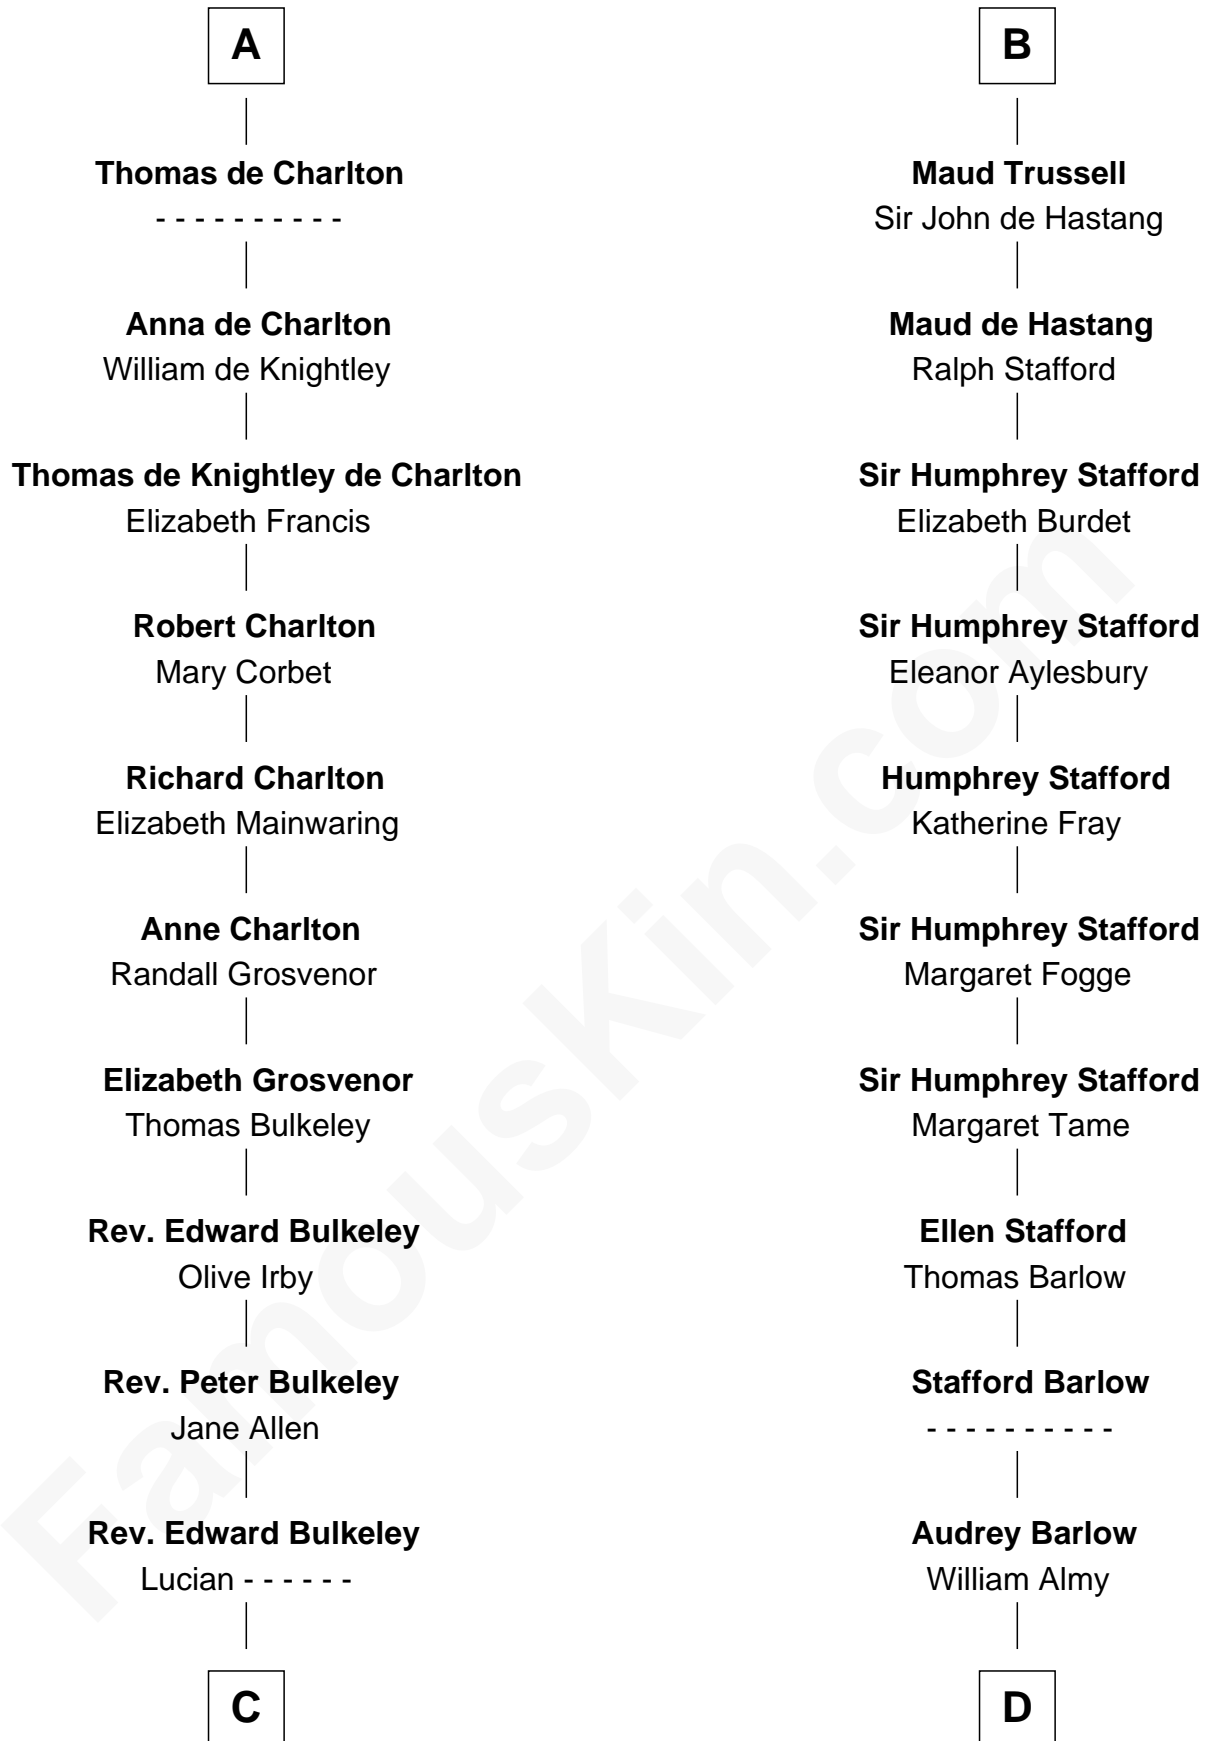 A
Thomas de Charlton
- - - - - - - - - -
Anna de Charlton
William de Knightley
Thomas de Knightley de Charlton
Elizabeth Francis
Robert Charlton
Mary Corbet
Richard Charlton
Elizabeth Mainwaring
Anne Charlton
Randall Grosvenor
Elizabeth Grosvenor
Thomas Bulkeley
Rev. Edward Bulkeley
Olive Irby
Rev. Peter Bulkeley
Jane Allen
Rev. Edward Bulkeley
Lucian - - - - - -
C
B
Maud Trussell
Sir John de Hastang
Maud de Hastang
Ralph Stafford
Sir Humphrey Stafford
Elizabeth Burdet
Sir Humphrey Stafford
Eleanor Aylesbury
Humphrey Stafford
Katherine Fray
Sir Humphrey Stafford
Margaret Fogge
Sir Humphrey Stafford
Margaret Tame
Ellen Stafford
Thomas Barlow
Stafford Barlow
- - - - - - - - - -
Audrey Barlow
William Almy
D
FamousKin.com